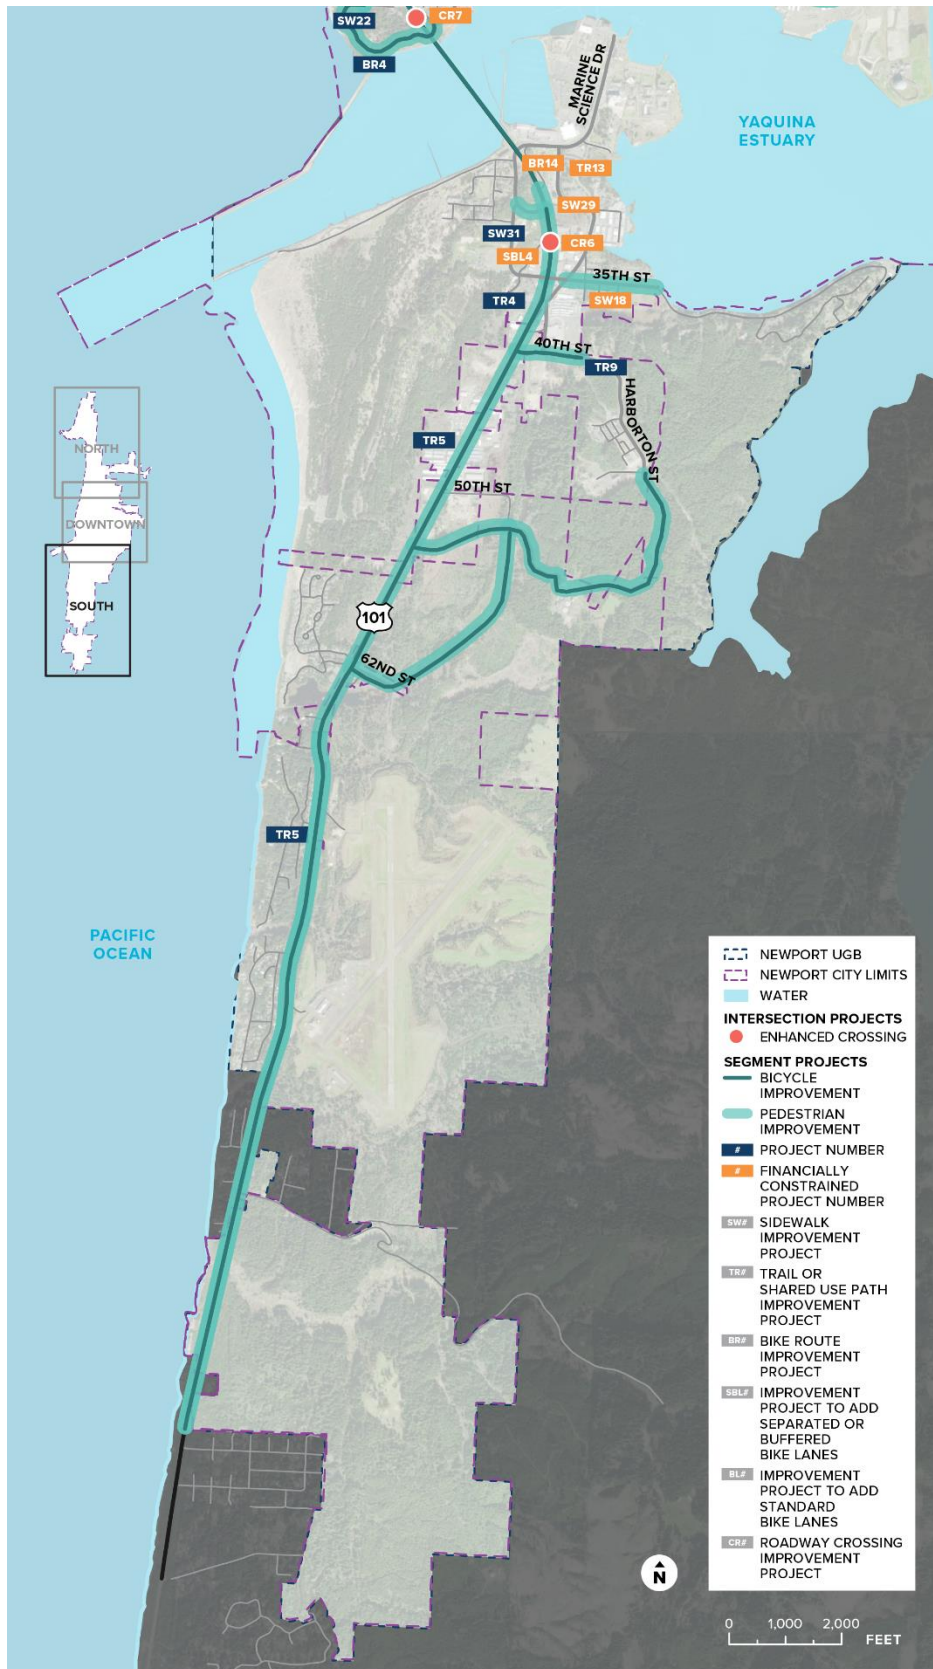 CR7
SW22
BR4
MARINE
SCIENCE DR
YAQUINA
ESTUARY
BR14
TR13
SW29
SW31
CR6
SBL4
35TH ST
TR4
SW18
40TH ST
TR9
HARBORTON ST
NORTH
TR5
50TH ST
DOWNTOWN
SOUTH
101
62ND ST
TR5
PACIFIC
OCEAN
NEWPORT UGB
NEWPORT CITY LIMITS
WATER
INTERSECTION PROJECTS
ENHANCED CROSSING
SEGMENT PROJECTS
BICYCLE
IMPROVEMENT
PEDESTRIAN
IMPROVEMENT
# PROJECT NUMBER
# FINANCIALLY
CONSTRAINED
PROJECT NUMBER
SW# SIDEWALK
IMPROVEMENT
PROJECT
TR# TRAIL OR
SHARED USE PATH
IMPROVEMENT
PROJECT
BR# BIKE ROUTE
IMPROVEMENT
PROJECT
SBL# IMPROVEMENT
PROJECT TO ADD
SEPARATED OR
BUFFERED
BIKE LANES
BL# IMPROVEMENT
PROJECT TO ADD
STANDARD
BIKE LANES
CR# ROADWAY CROSSING
IMPROVEMENT
PROJECT
N
0 1,000 2,000
FEET